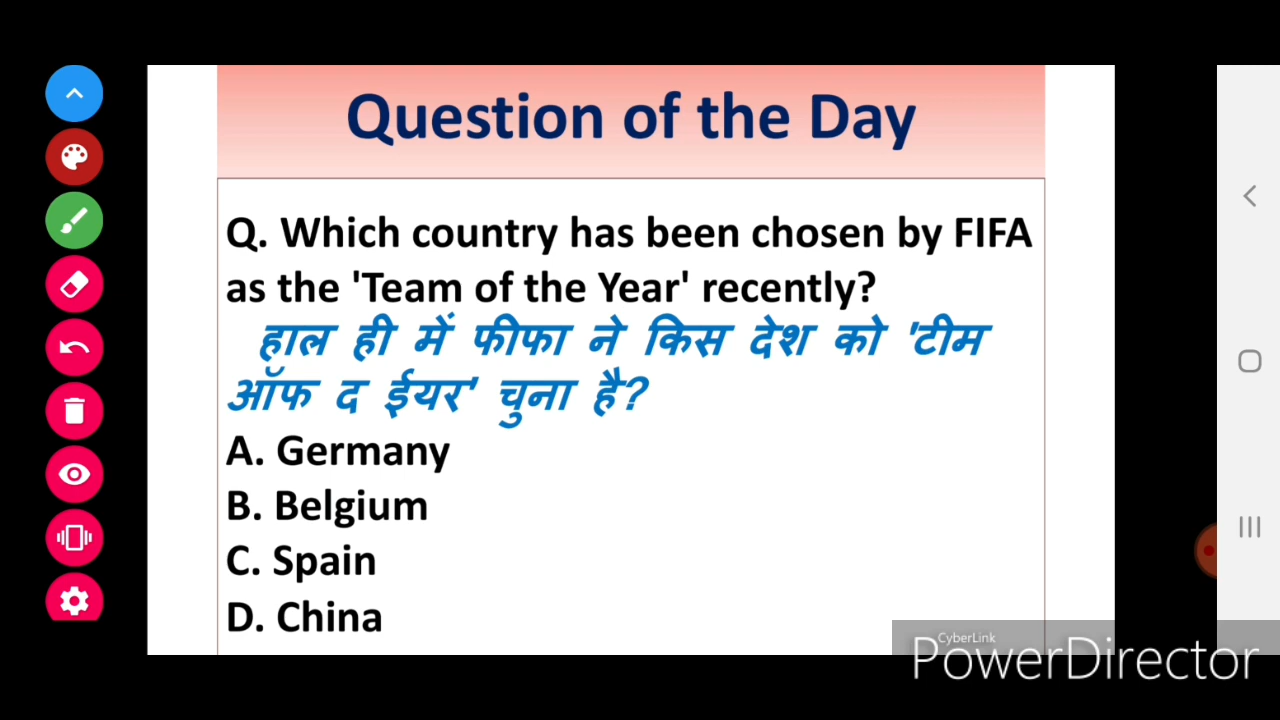 Question of the Day
Q. Which country has been chosen by FIFA
as the 'Team of the Year' recently?
हाल ही में फीफा ने किस देश को 'टीम
ऑफ द ईयर' चुना है?
A. Germany
B. Belgium
C. Spain
D. China
CyberLink
PowerDirector